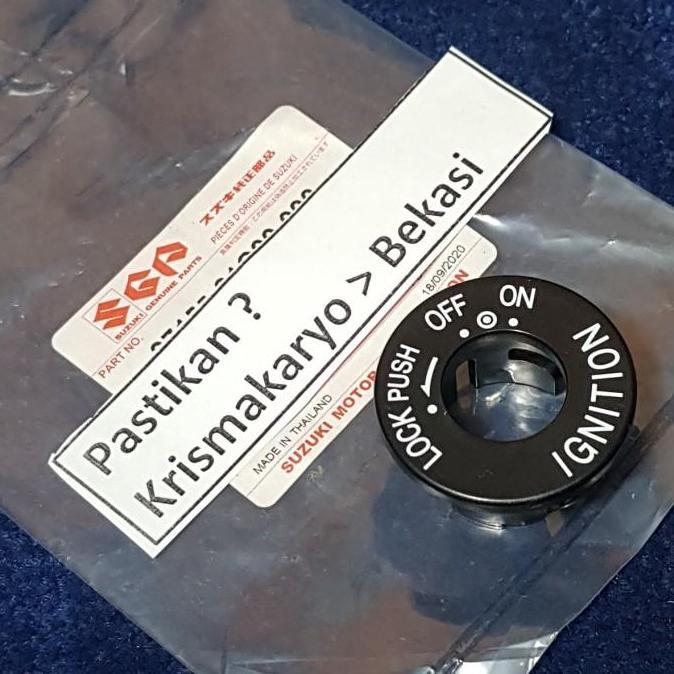 スズキ純正部品
PIÈCES D'ORIGINE DE SUZUKI
SGP
SUZUKI GENUINE PARTS
PART NO.
Pastikan ?
Krismakaryo > Bekasi
18/09/2020
MADE IN THAILAND
SUZUKI MOTOR
OFF
ON
LOCK PUSH
IGNITION